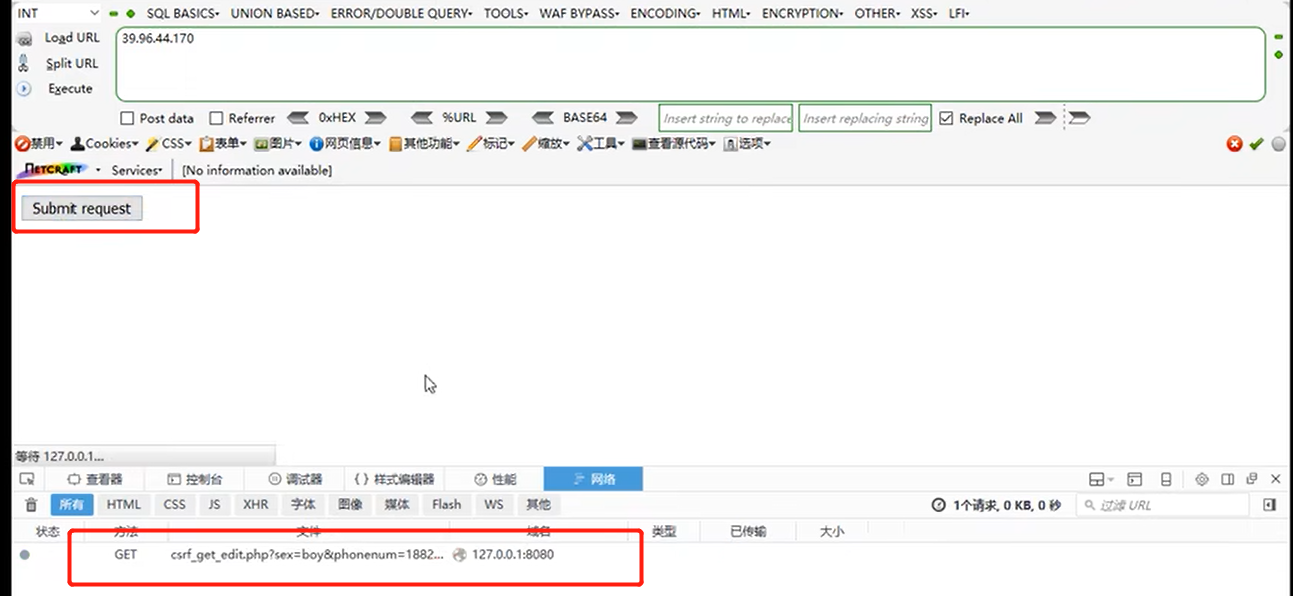 INT SQL BASICS UNION BASED ERROR/DOUBLE QUERY TOOLS WAF BYPASS ENCODING HTML ENCRYPTION OTHER XSS LFI
Load URL 39.96.44.170
Split URL
Execute
Post data Referrer 0xHEX %URL BASE64 Insert string to replace Insert replacing string Replace All
禁用 Cookies CSS 表单 图片 网页信息 其他功能 标记 缩放 工具 查看源代码 选项
NETCRAFT Services [No information available]
Submit request
等待 127.0.0.1...
查看器 控制台 调试器 {} 样式编辑器 性能 网络
所有 HTML CSS JS XHR 字体 图像 媒体 Flash WS 其他 1个请求, 0 KB, 0 秒 过滤 URL
状态 方法 文件 域名 类型 已传输 大小
GET csrf_get_edit.php?sex=boy&phonenum=1882... 127.0.0.1:8080